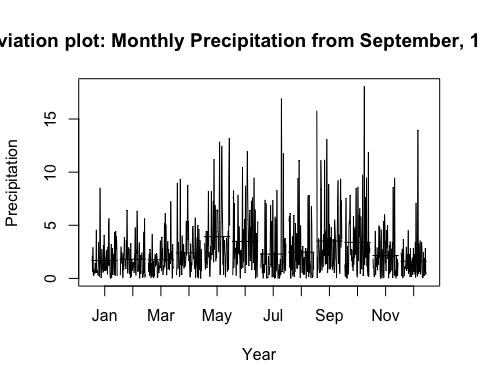 viation plot: Monthly Precipitation from September, 1
Precipitation
15
10
5
0
Jan Mar May Jul Sep Nov
Year